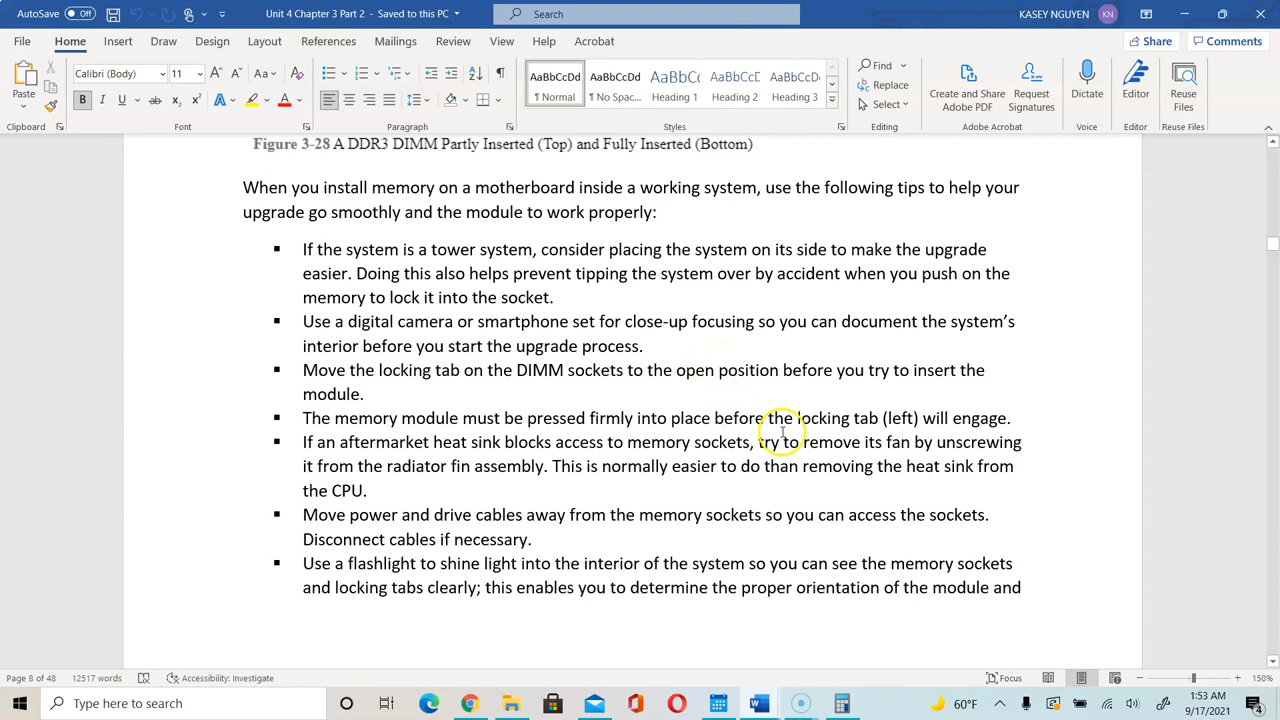 AutoSave Off
Unit 4 Chapter 3 Part 2 - Saved to this PC
Search
KASEY NGUYEN KN
File Home Insert Draw Design Layout References Mailings Review View Help Acrobat Share Comments
Paste
Calibri (Body) 11
Find
Replace
Select
AaBbCcDd AaBbCcDd AaBbCc AaBbCcD AaBbCcD
¶ Normal ¶ No Spac... Heading 1 Heading 2 Heading 3
Create and Share Adobe PDF
Request Signatures
Dictate
Editor
Reuse Files
Clipboard Font Paragraph Styles Editing Adobe Acrobat Voice Editor Reuse Files
Figure 3-28 A DDR3 DIMM Partly Inserted (Top) and Fully Inserted (Bottom)
When you install memory on a motherboard inside a working system, use the following tips to help your
upgrade go smoothly and the module to work properly:
▪ If the system is a tower system, consider placing the system on its side to make the upgrade
easier. Doing this also helps prevent tipping the system over by accident when you push on the
memory to lock it into the socket.
▪ Use a digital camera or smartphone set for close-up focusing so you can document the system’s
interior before you start the upgrade process.
▪ Move the locking tab on the DIMM sockets to the open position before you try to insert the
module.
▪ The memory module must be pressed firmly into place before the locking tab (left) will engage.
▪ If an aftermarket heat sink blocks access to memory sockets, try to remove its fan by unscrewing
it from the radiator fin assembly. This is normally easier to do than removing the heat sink from
the CPU.
▪ Move power and drive cables away from the memory sockets so you can access the sockets.
Disconnect cables if necessary.
▪ Use a flashlight to shine light into the interior of the system so you can see the memory sockets
and locking tabs clearly; this enables you to determine the proper orientation of the module and
Page 8 of 48 12517 words Accessibility: Investigate Focus 150%
Type here to search
60°F
1:53 AM
9/17/2021
4